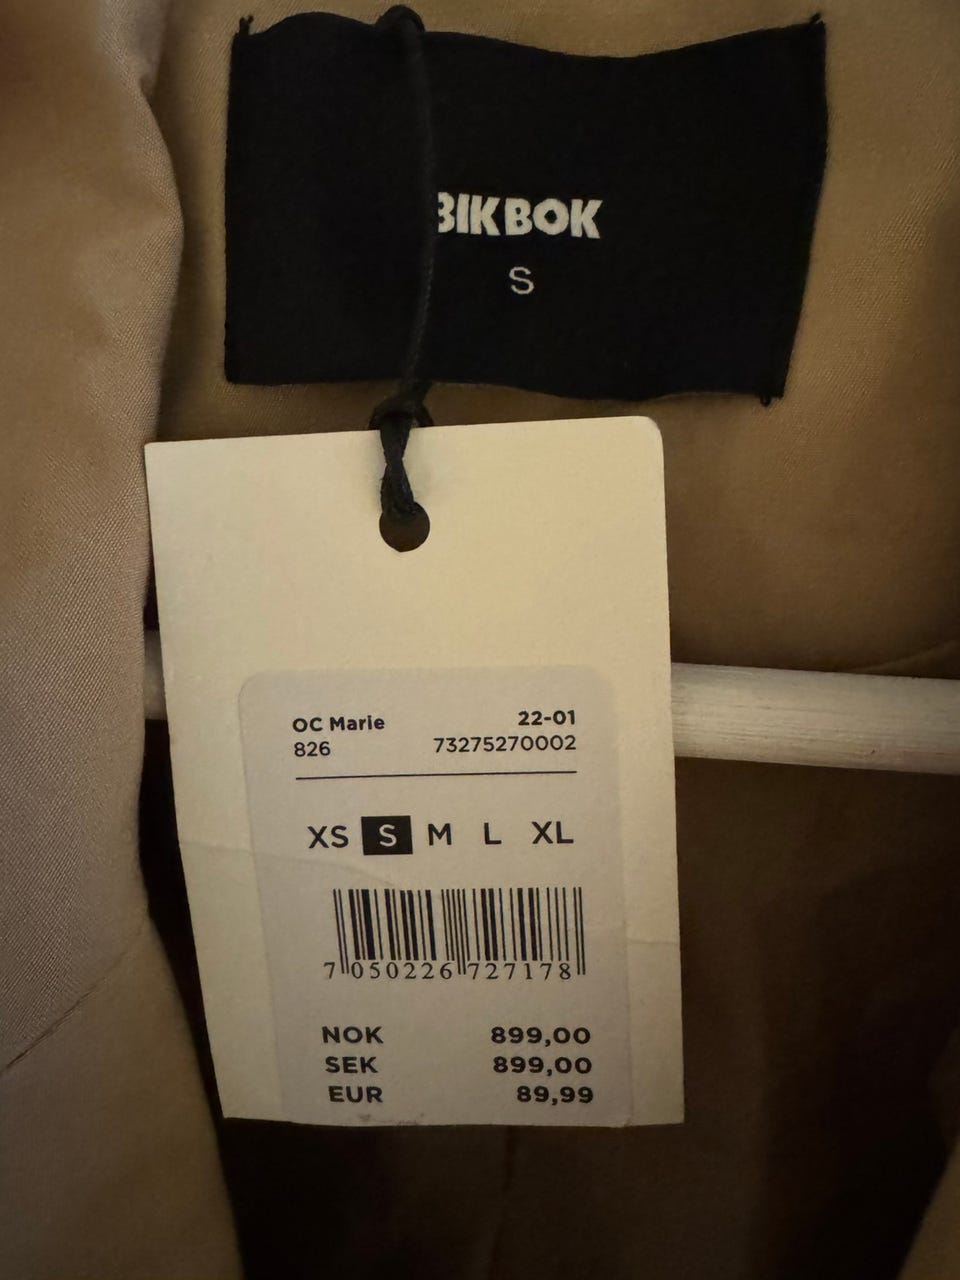 BIKBOK
S
OC Marie 22-01
826 73275270002
XS S M L XL
7 050226 727178
NOK 899,00
SEK 899,00
EUR 89,99